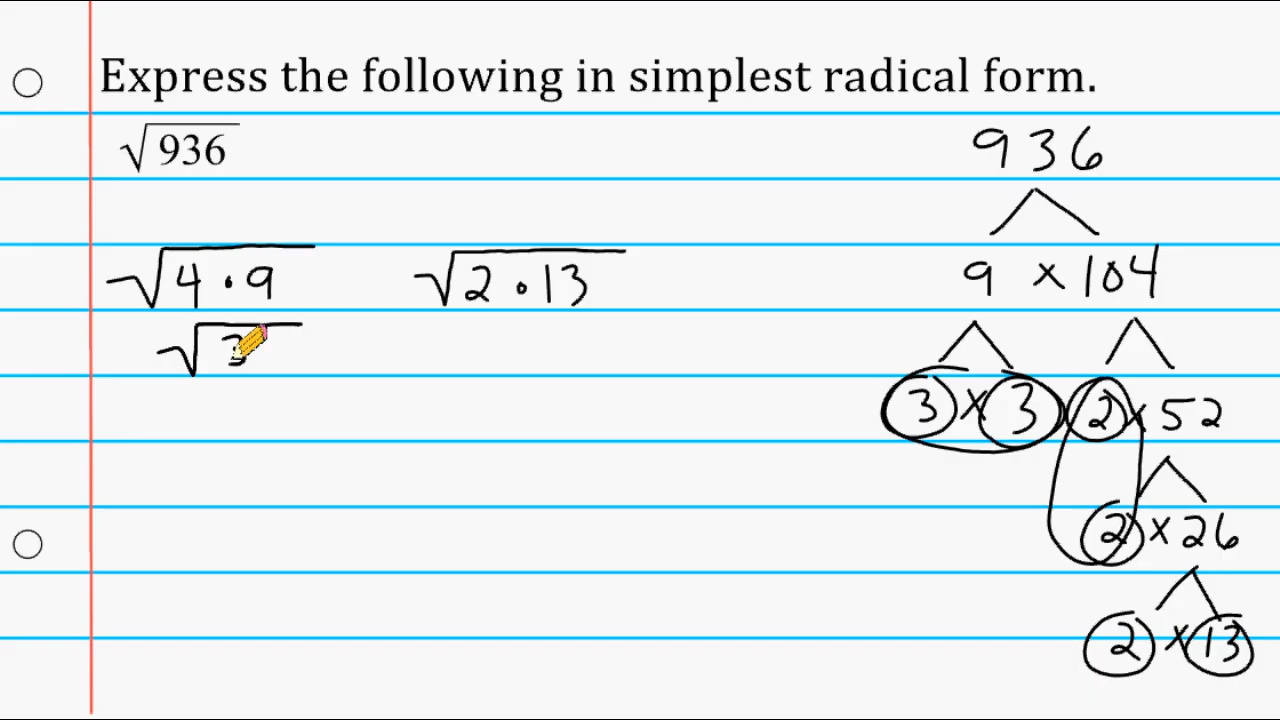 Express the following in simplest radical form.
√936
936
√4·9 √2·13
9 × 104
√3
3 × 3 2 × 52
2 × 26
2 × 13